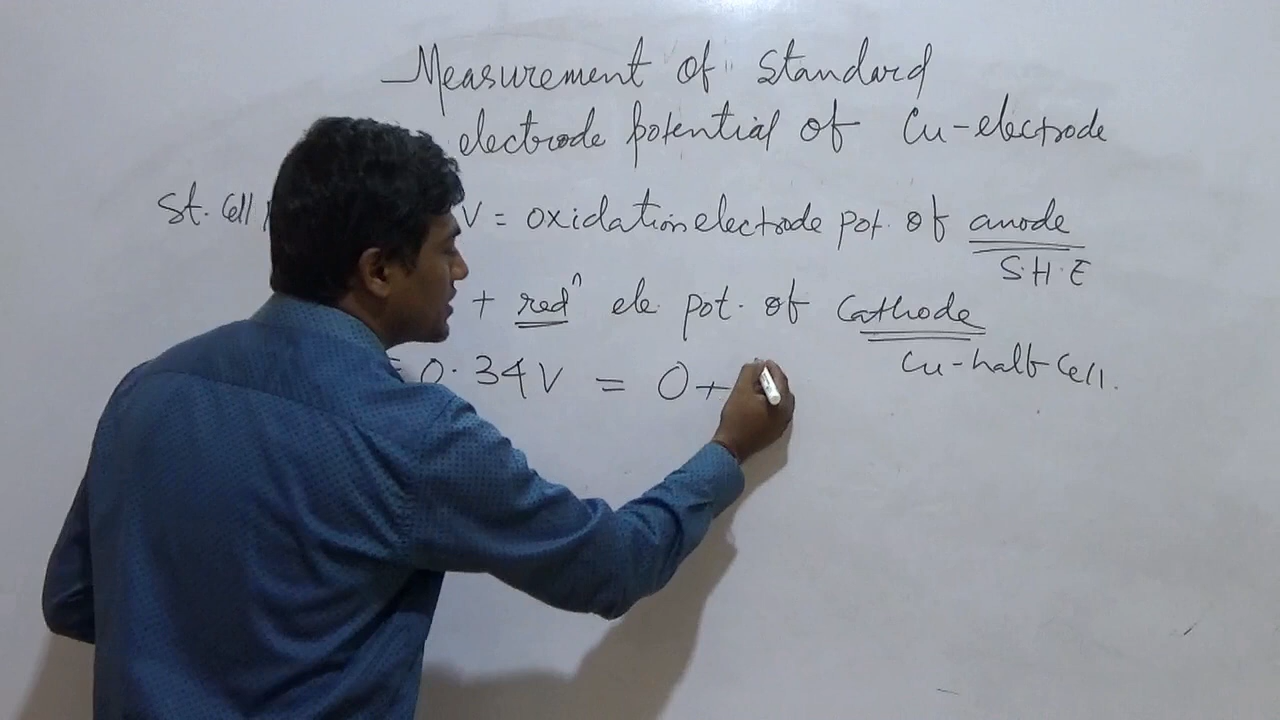 Measurement of standard
electrode potential of Cu-electrode
St. Cell V = oxidation electrode pot. of anode
S.H.E
+ redⁿ ele. pot. of Cathode
Cu-half-Cell.
= 0.34V = 0+